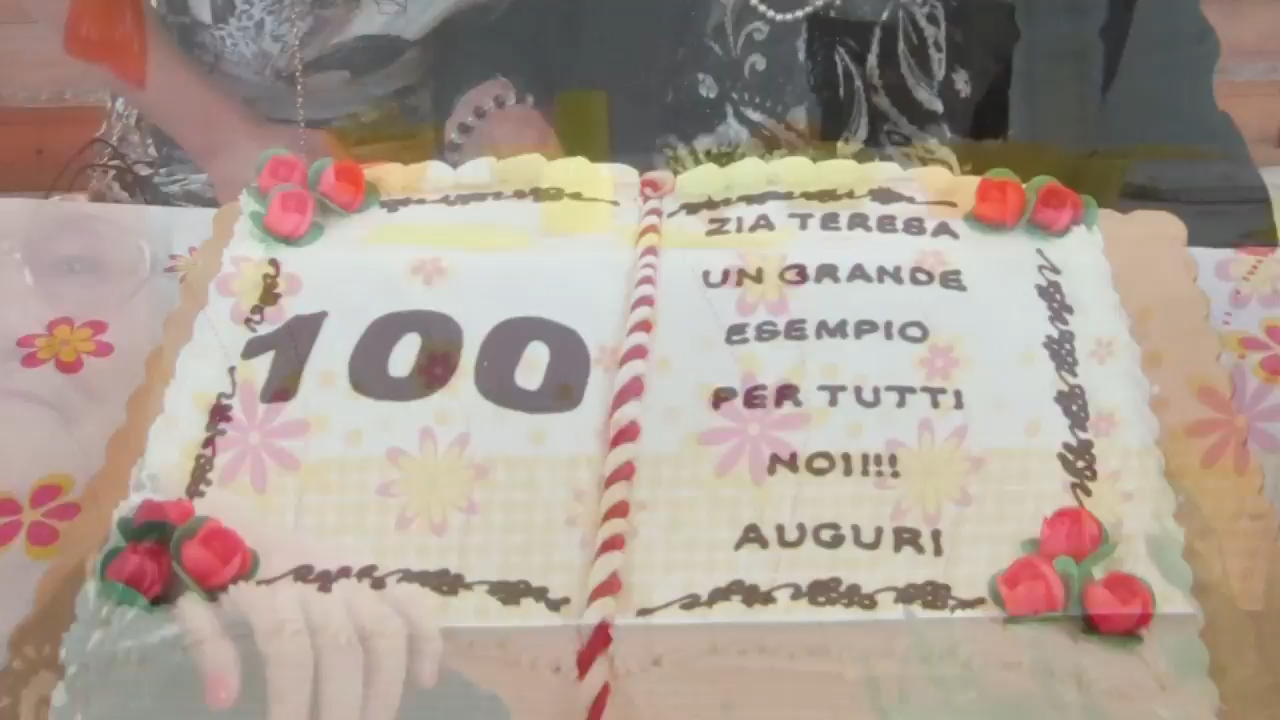 100
ZIA TERESA
UN GRANDE
ESEMPIO
PER TUTTI
NOI!!!
AUGURI